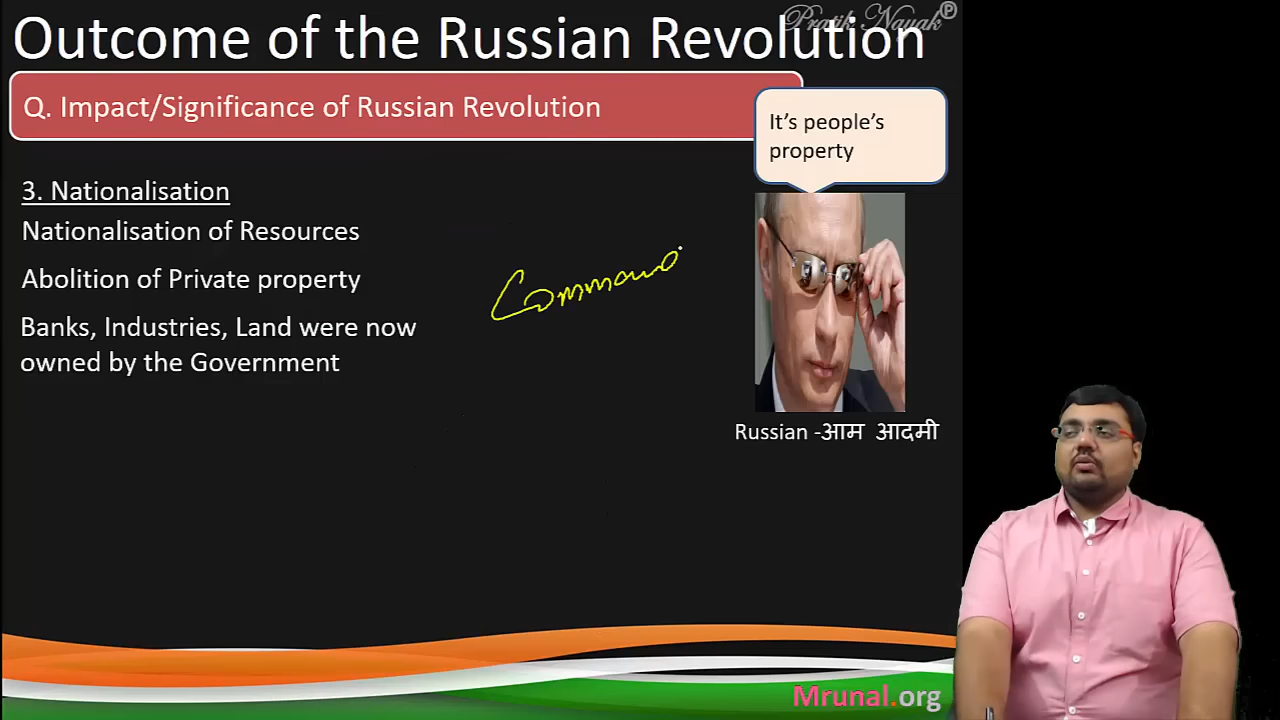 Pratik Nayak
Outcome of the Russian Revolution
Q. Impact/Significance of Russian Revolution
It's people's
property
3. Nationalisation
Nationalisation of Resources
Abolition of Private property
Banks, Industries, Land were now
owned by the Government
Command
Russian -आम आदमी
Mrunal.org